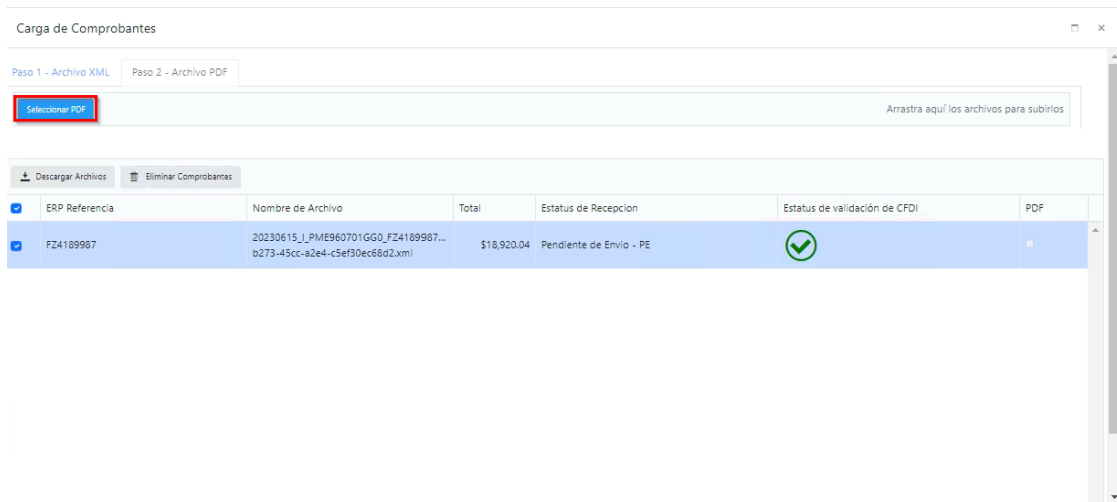 Carga de Comprobantes
Paso 1 - Archivo XML Paso 2 - Archivo PDF
Seleccionar PDF Arrastra aquí los archivos para subirlos
Descargar Archivos Eliminar Comprobantes
ERP Referencia Nombre de Archivo Total Estatus de Recepcion Estatus de validación de CFDI PDF
FZ4189987 20230615_I_PME960701GG0_FZ4189987... $18,920.04 Pendiente de Envio - PE
b273-45cc-a2e4-c5ef30ec68d2.xml